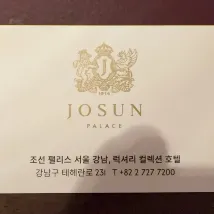 J
1914
JOSUN
PALACE
조선 팰리스 서울 강남, 럭셔리 컬렉션 호텔
강남구 테헤란로 231 T +82 2 727 7200